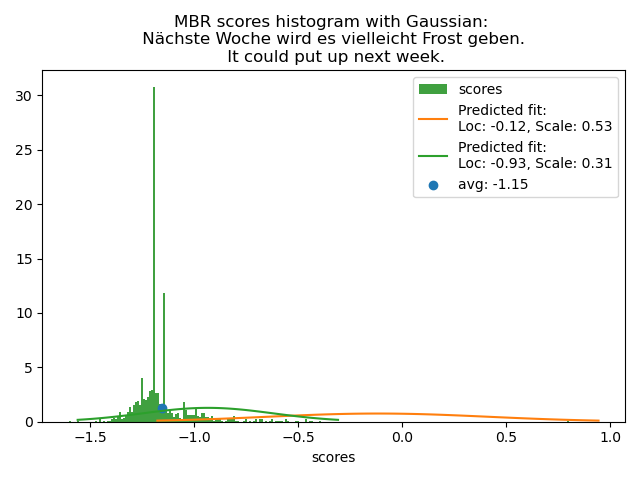 MBR scores histogram with Gaussian:
Nächste Woche wird es vielleicht Frost geben.
It could put up next week.
scores
Predicted fit:
Loc: -0.12, Scale: 0.53
Predicted fit:
Loc: -0.93, Scale: 0.31
avg: -1.15
30
25
20
15
10
5
0
−1.5 −1.0 −0.5 0.0 0.5 1.0
scores